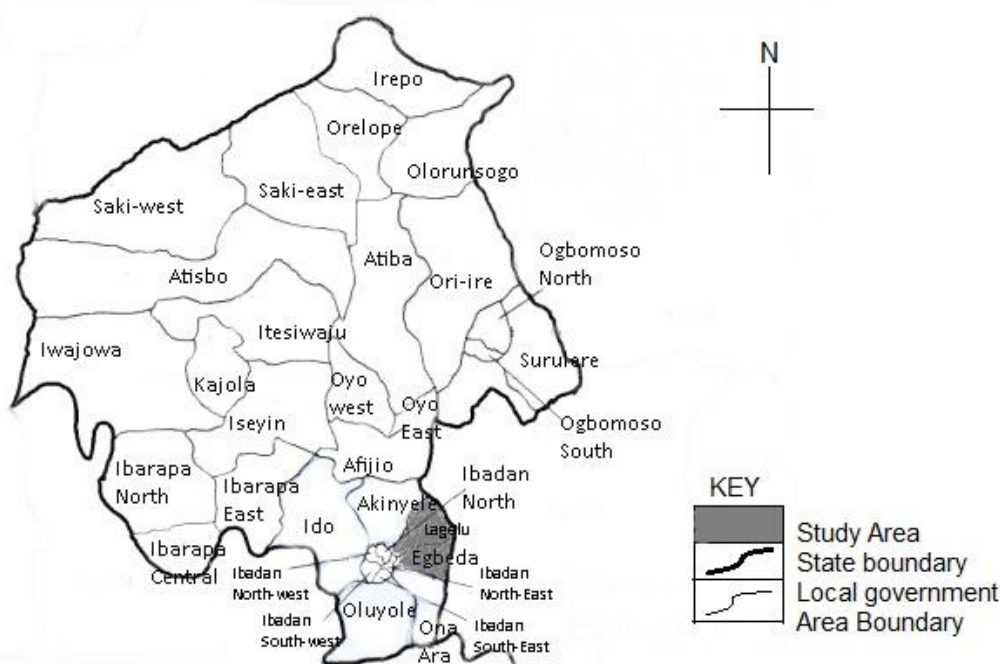 N
Irepo
Orelope
Olorunsogo
Saki-east
Saki-west
Ogbomoso
North
Atiba
Atisbo
Ori-ire
Itesiwaju
Iwajowa
Sururere
Kajola
Oyo
west
Oyo
East
Iseyin
Ogbomoso
South
Afijio
Ibarapa
North
Ibadan
North
Ibarapa
East
Akinyele
Ido
Lagelu
Ibarapa
Central
Egbeda
Ibadan
North-west
Ibadan
North-East
Oluyole
Ibadan
South-west
Ona
Ara
Ibadan
South-East
KEY
Study Area
State boundary
Local government
Area Boundary